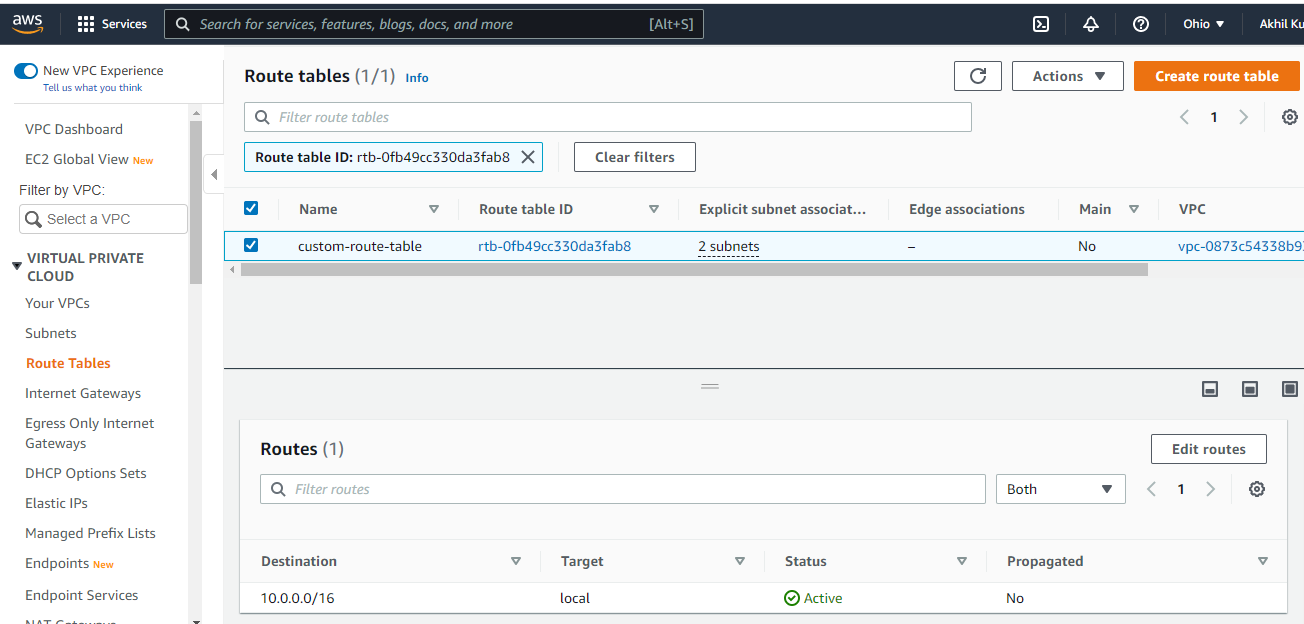 aws Services Search for services, features, blogs, docs, and more [Alt+S] Ohio Akhil Ku
New VPC Experience
Tell us what you think
VPC Dashboard
EC2 Global View New
Filter by VPC:
Select a VPC
VIRTUAL PRIVATE
CLOUD
Your VPCs
Subnets
Route Tables
Internet Gateways
Egress Only Internet
Gateways
DHCP Options Sets
Elastic IPs
Managed Prefix Lists
Endpoints New
Endpoint Services
NAT Gateways
Route tables (1/1) Info Actions Create route table
Filter route tables 1
Route table ID: rtb-0fb49cc330da3fab8 Clear filters
Name Route table ID Explicit subnet associat... Edge associations Main VPC
custom-route-table rtb-0fb49cc330da3fab8 2 subnets – No vpc-0873c54338b93
Routes (1) Edit routes
Filter routes Both 1
Destination Target Status Propagated
10.0.0.0/16 local Active No